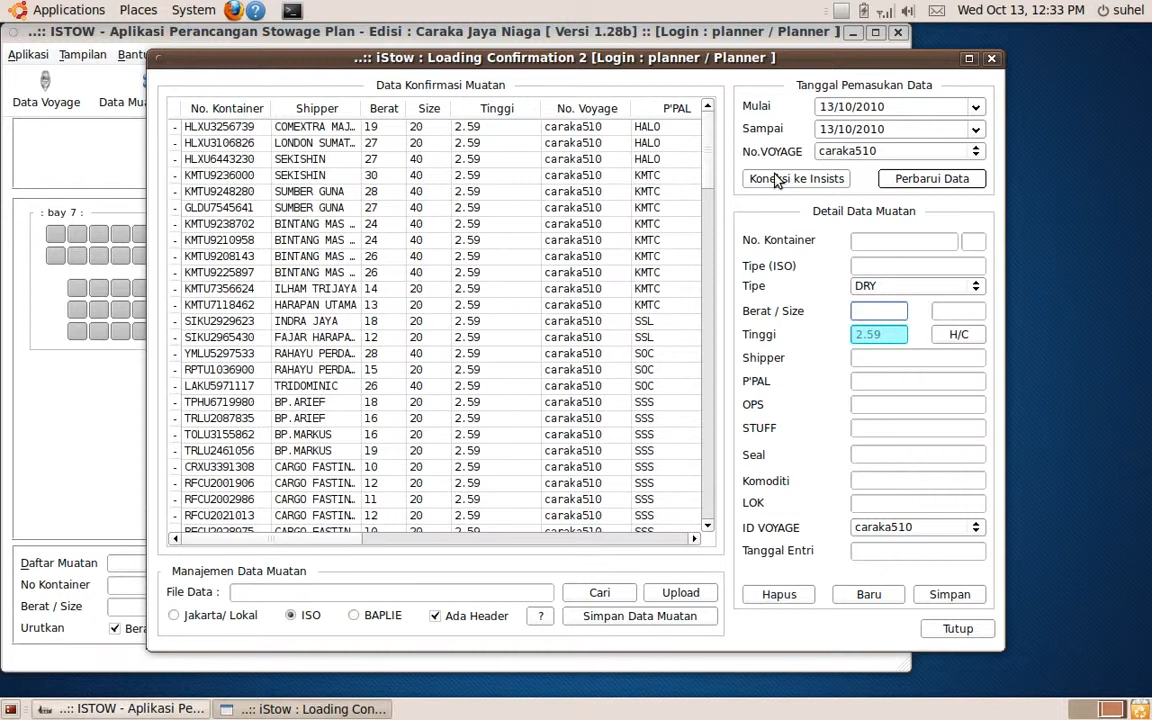 Applications Places System Wed Oct 13, 12:33 PM suhel
..:: ISTOW - Aplikasi Perancangan Stowage Plan - Edisi : Caraka Jaya Niaga [ Versi 1.28b] :: [Login : planner / Planner ]
Aplikasi Tampilan Bantu
Data Voyage Data Mu
: bay 7 :
Daftar Muatan
No Kontainer
Berat / Size
Urutkan Bera
..:: iStow : Loading Confirmation 2 [Login : planner / Planner ]
Data Konfirmasi Muatan
No. Kontainer Shipper Berat Size Tinggi No. Voyage P'PAL
- HLXU3256739 COMEXTRA MAJ… 19 20 2.59 caraka510 HALO
- HLXU3106826 LONDON SUMAT… 27 20 2.59 caraka510 HALO
- HLXU6443230 SEKISHIN 27 40 2.59 caraka510 HALO
- KMTU9236000 SEKISHIN 30 40 2.59 caraka510 KMTC
- KMTU9248280 SUMBER GUNA 28 40 2.59 caraka510 KMTC
- GLDU7545641 SUMBER GUNA 27 40 2.59 caraka510 KMTC
- KMTU9238702 BINTANG MAS … 24 40 2.59 caraka510 KMTC
- KMTU9210958 BINTANG MAS … 24 40 2.59 caraka510 KMTC
- KMTU9208143 BINTANG MAS … 26 40 2.59 caraka510 KMTC
- KMTU9225897 BINTANG MAS … 26 40 2.59 caraka510 KMTC
- KMTU7356624 ILHAM TRIJAYA 14 20 2.59 caraka510 KMTC
- KMTU7118462 HARAPAN UTAMA 13 20 2.59 caraka510 KMTC
- SIKU2929623 INDRA JAYA 18 20 2.59 caraka510 SSL
- SIKU2965430 FAJAR HARAPA… 12 20 2.59 caraka510 SSL
- YMLU5297533 RAHAYU PERDA… 28 40 2.59 caraka510 SOC
- RPTU1036900 RAHAYU PERDA… 15 20 2.59 caraka510 SOC
- LAKU5971117 TRIDOMINIC 26 40 2.59 caraka510 SOC
- TPHU6719980 BP.ARIEF 18 20 2.59 caraka510 SSS
- TRLU2087835 BP.ARIEF 16 20 2.59 caraka510 SSS
- TOLU3155862 BP.MARKUS 16 20 2.59 caraka510 SSS
- TRLU2461056 BP.MARKUS 19 20 2.59 caraka510 SSS
- CRXU3391308 CARGO FASTIN… 10 20 2.59 caraka510 SSS
- RFCU2001906 CARGO FASTIN… 12 20 2.59 caraka510 SSS
- RFCU2002986 CARGO FASTIN… 11 20 2.59 caraka510 SSS
- RFCU2021013 CARGO FASTIN… 12 20 2.59 caraka510 SSS
- RFCU2028975 CARGO FASTIN… 10 20 2.59 caraka510 SSS
Manajemen Data Muatan
File Data : Cari Upload
Jakarta/ Lokal ISO BAPLIE Ada Header ? Simpan Data Muatan
Tanggal Pemasukan Data
Mulai 13/10/2010
Sampai 13/10/2010
No.VOYAGE caraka510
Koneksi ke Insists Perbarui Data
Detail Data Muatan
No. Kontainer
Tipe (ISO)
Tipe DRY
Berat / Size
Tinggi 2.59 H/C
Shipper
P'PAL
OPS
STUFF
Seal
Komoditi
LOK
ID VOYAGE caraka510
Tanggal Entri
Hapus Baru Simpan
Tutup
..:: ISTOW - Aplikasi Pe... ..:: iStow : Loading Con...